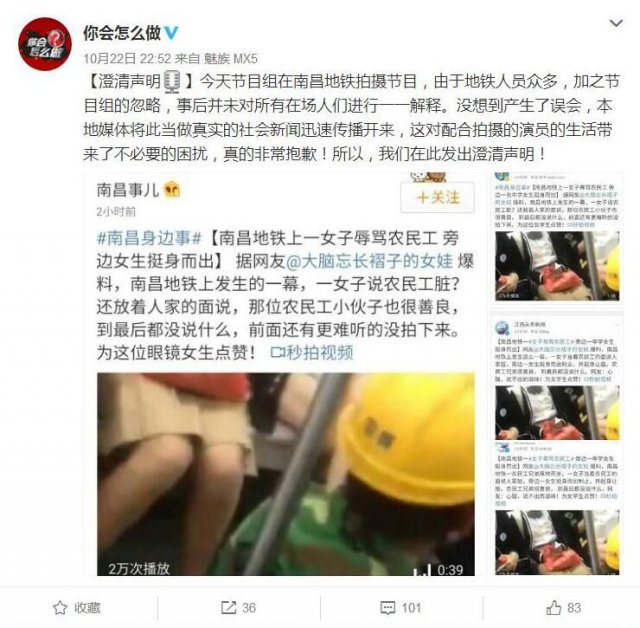 你会怎么做
10月22日 22:52 来自 魅族 MX5
【澄清声明】今天节目组在南昌地铁拍摄节目，由于地铁人员众多，加之节
目组的忽略，事后并未对所有在场人们进行一一解释。没想到产生了误会，本
地媒体将此当做真实的社会新闻迅速传播开来，这对配合拍摄的演员的生活带
来了不必要的困扰，真的非常抱歉！所以，我们在此发出澄清声明！
南昌事儿
+关注
2小时前
#南昌身边事#【南昌地铁上一女子辱骂农民工 旁
边女生挺身而出】 据网友@大脑忘长褶子的女娃 爆
料，南昌地铁上发生的一幕，一女子说农民工脏？
还放着人家的面说，那位农民工小伙子也很善良，
到最后都没说什么，前面还有更难听的没拍下来。
为这位眼镜女生点赞！ 秒拍视频
2万次播放
0:39
江西头条新闻
收藏
36
101
83